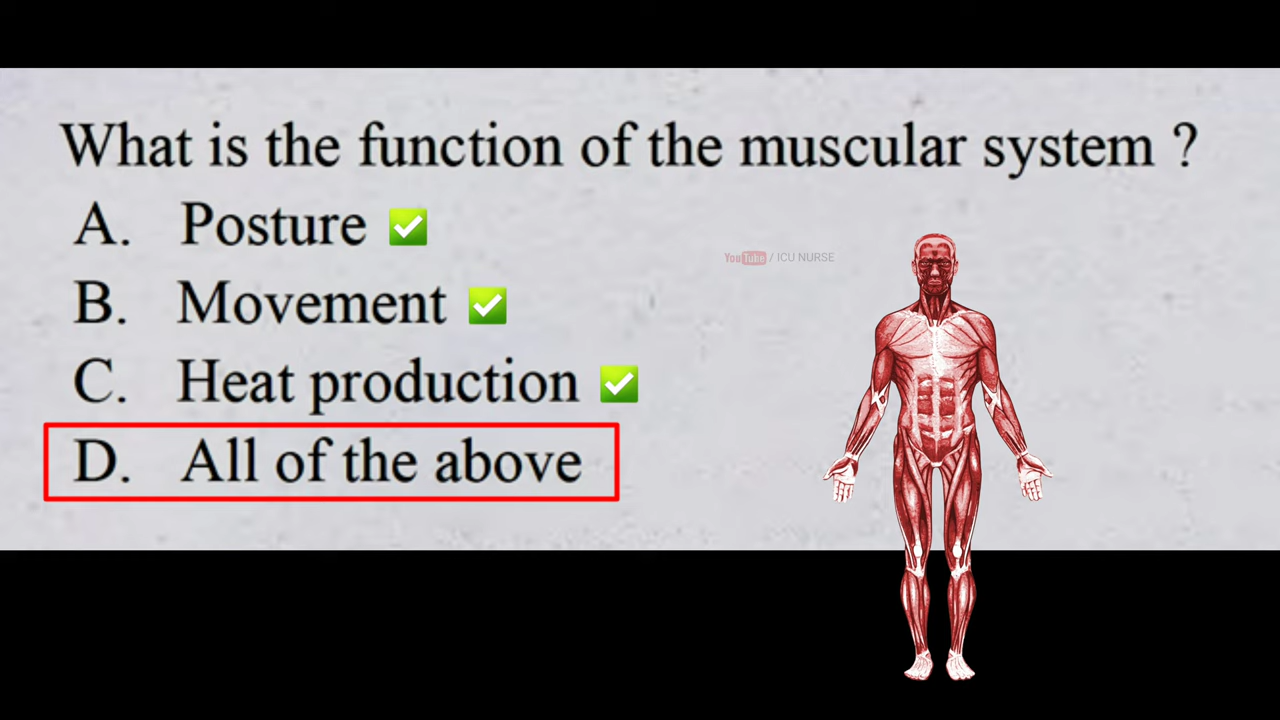 What is the function of the muscular system ?
A. Posture ✅
B. Movement ✅
C. Heat production ✅
D. All of the above
YouTube / ICU NURSE